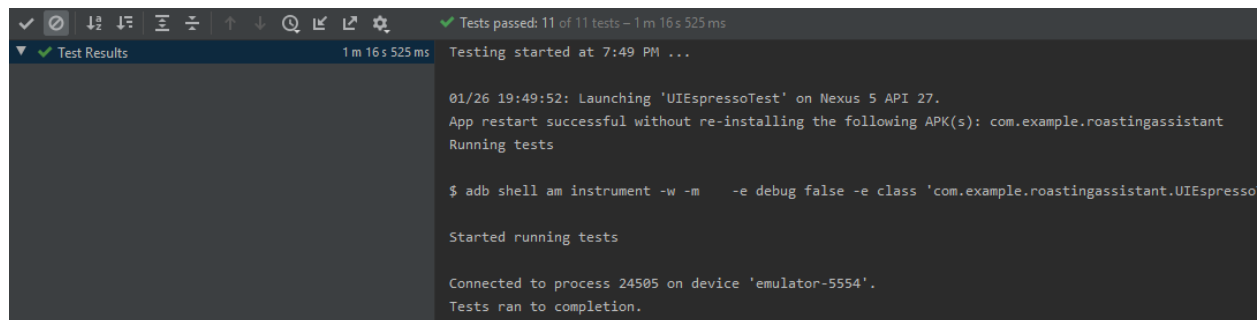 Tests passed: 11 of 11 tests – 1 m 16 s 525 ms
Test Results 1 m 16 s 525 ms
Testing started at 7:49 PM ...
01/26 19:49:52: Launching 'UIEspressoTest' on Nexus 5 API 27.
App restart successful without re-installing the following APK(s): com.example.roastingassistant
Running tests
$ adb shell am instrument -w -m    -e debug false -e class 'com.example.roastingassistant.UIEspresso
Started running tests
Connected to process 24505 on device 'emulator-5554'.
Tests ran to completion.